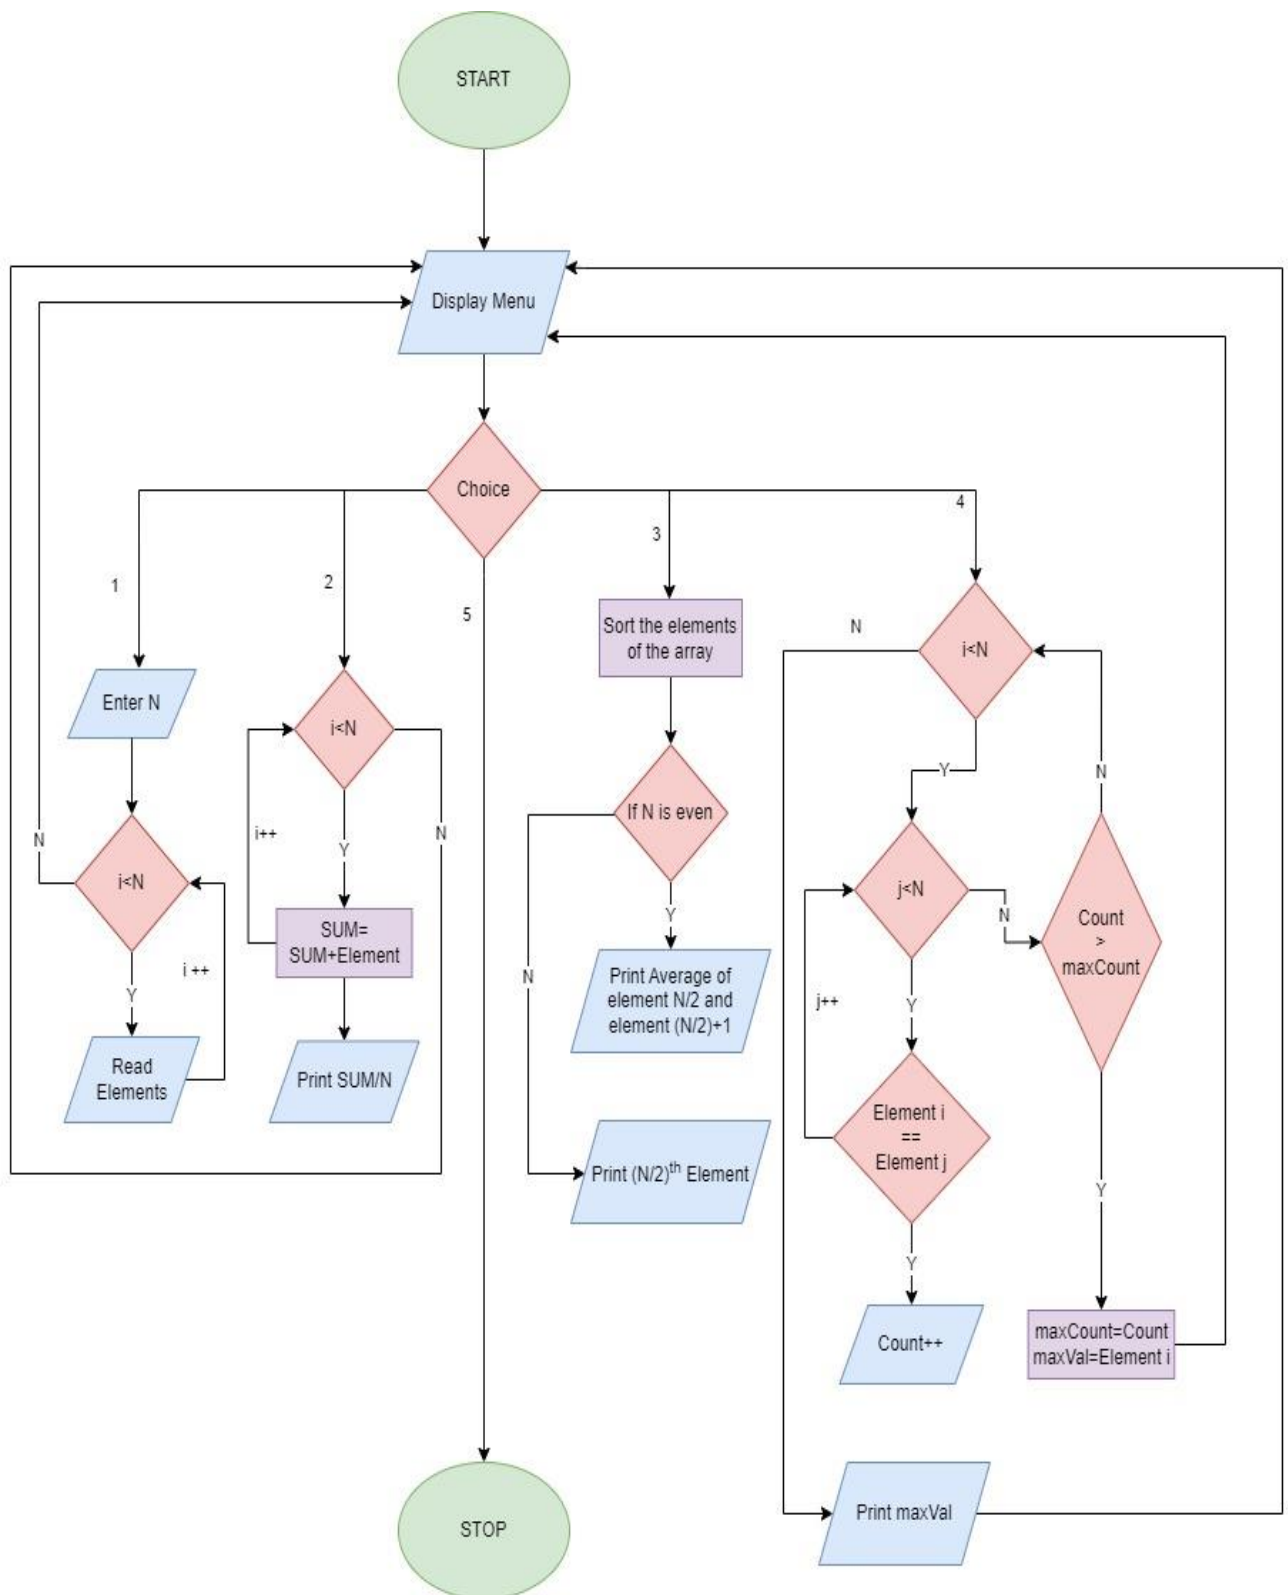 START
Display Menu
Choice
1
2
5
3
4
Enter N
i<N
N
Y
i ++
Read
Elements
i<N
i++
Y
N
SUM=
SUM+Element
Print SUM/N
Sort the elements
of the array
If N is even
N
Y
Print Average of
element N/2 and
element (N/2)+1
Print (N/2)th Element
i<N
N
Y
j<N
N
j++
Y
Element i
==
Element j
Y
Count++
Count
>
maxCount
N
Y
maxCount=Count
maxVal=Element i
Print maxVal
STOP